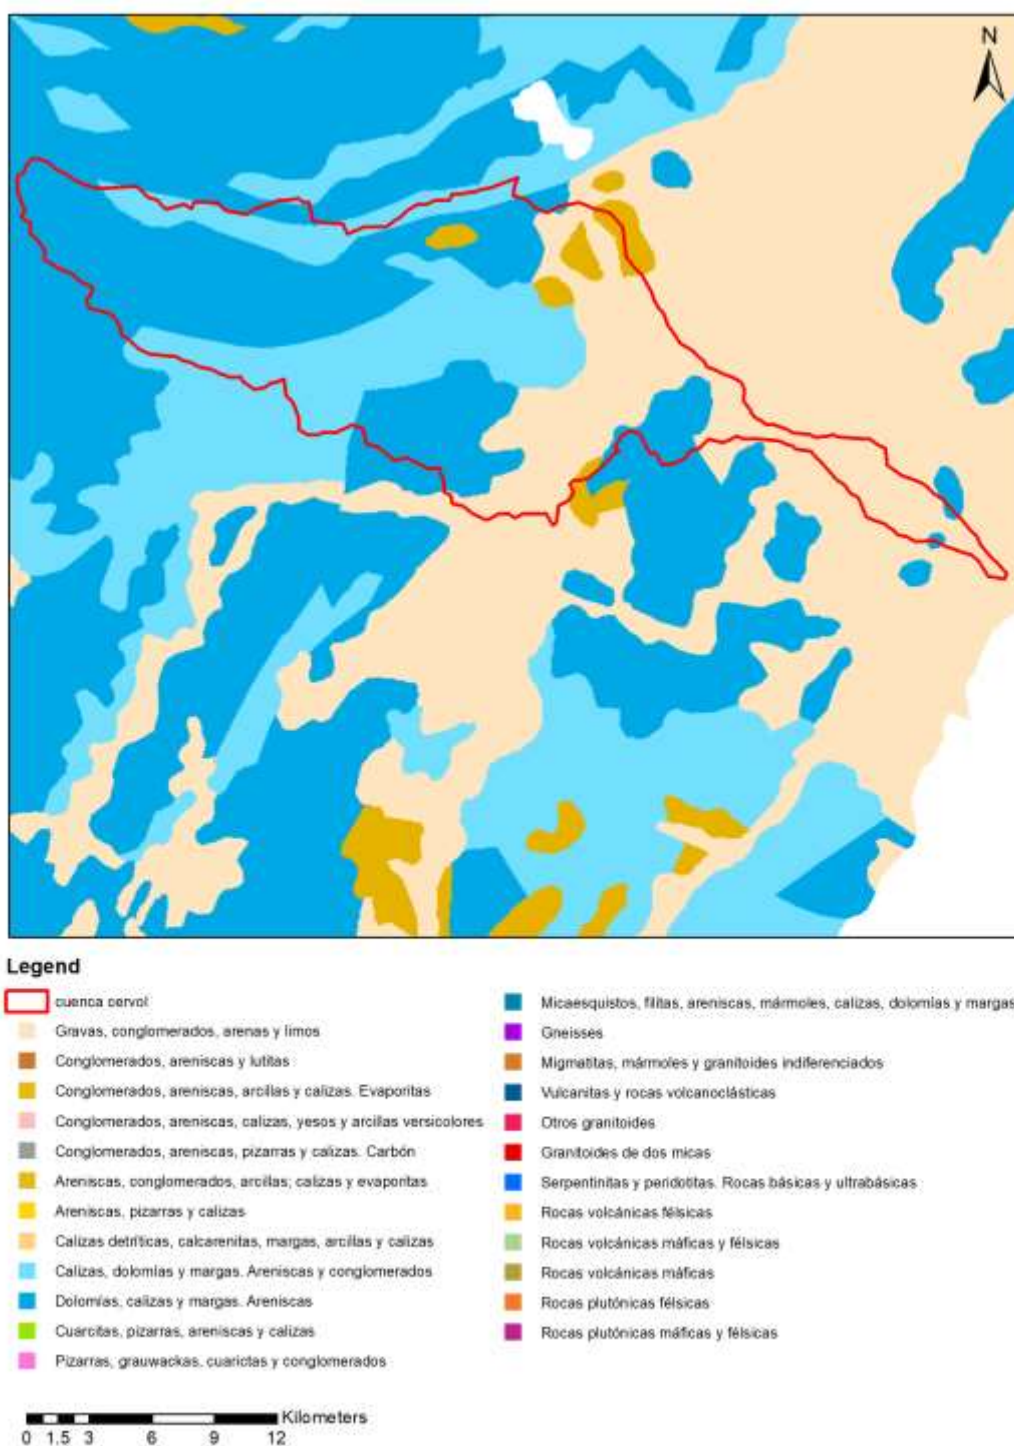 N
Legend
cuenca cervol
Gravas, conglomerados, arenas y limos
Conglomerados, areniscas y lutitas
Conglomerados, areniscas, arcillas y calizas. Evaporitas
Conglomerados, areniscas, calizas, yesos y arcillas versicolores
Conglomerados, areniscas, pizarras y calizas. Carbón
Areniscas, conglomerados, arcillas; calizas y evaporitas
Areniscas, pizarras y calizas
Calizas detríticas, calcarenitas, margas, arcillas y calizas
Calizas, dolomías y margas. Areniscas y conglomerados
Dolomías, calizas y margas. Areniscas
Cuarcitas, pizarras, areniscas y calizas
Pizarras, grauwackas, cuarictas y conglomerados
Micaesquistos, filitas, areniscas, mármoles, calizas, dolomías y margas
Gneisses
Migmatitas, mármoles y granitoides indiferenciados
Vulcanitas y rocas volcanoclásticas
Otros granitoides
Granitoides de dos micas
Serpentinitas y peridotitas. Rocas básicas y ultrabásicas
Rocas volcánicas félsicas
Rocas volcánicas máficas y félsicas
Rocas volcánicas máficas
Rocas plutónicas félsicas
Rocas plutónicas máficas y félsicas
Kilometers
0 1.5 3 6 9 12